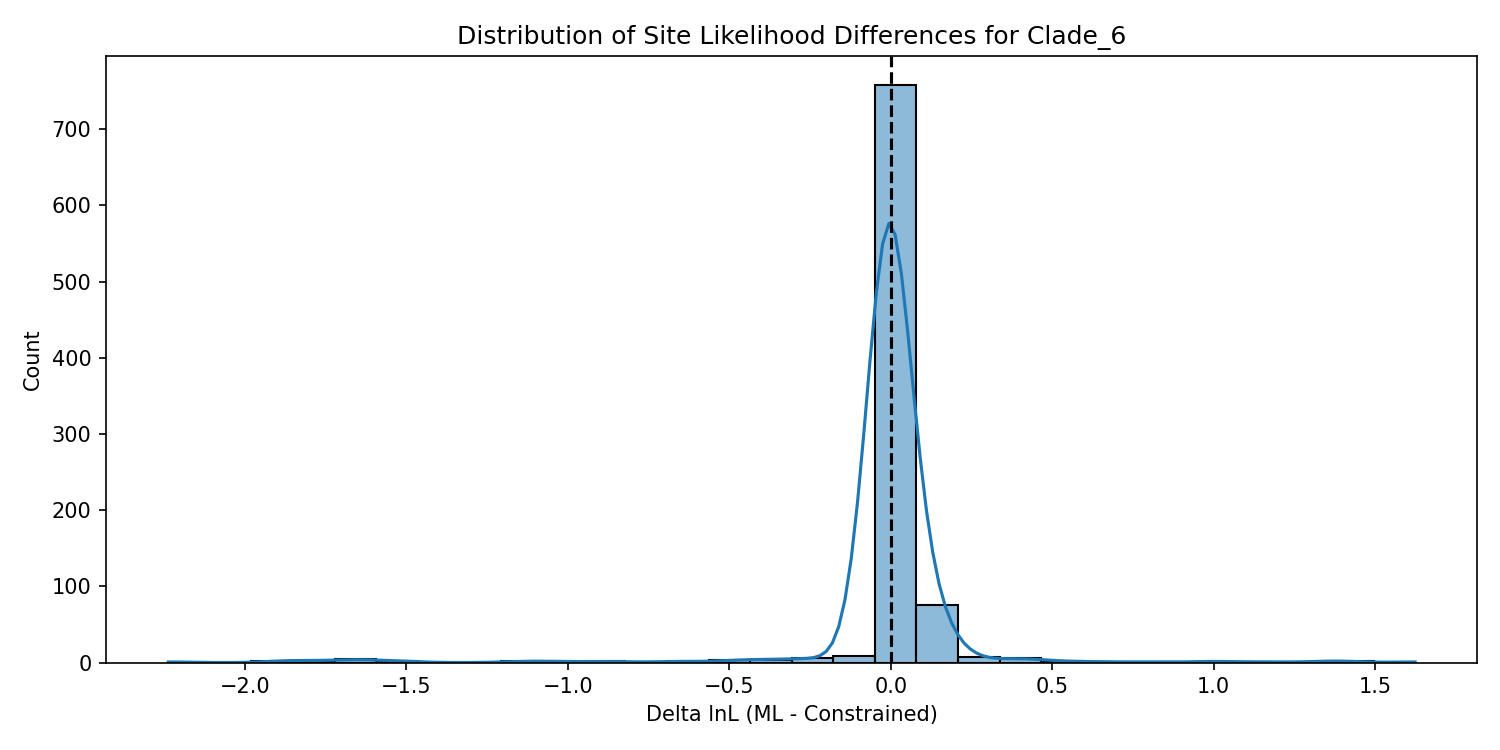 Distribution of Site Likelihood Differences for Clade_6
700
600
500
400
300
200
100
0
Count
−2.0 −1.5 −1.0 −0.5 0.0 0.5 1.0 1.5
Delta lnL (ML - Constrained)